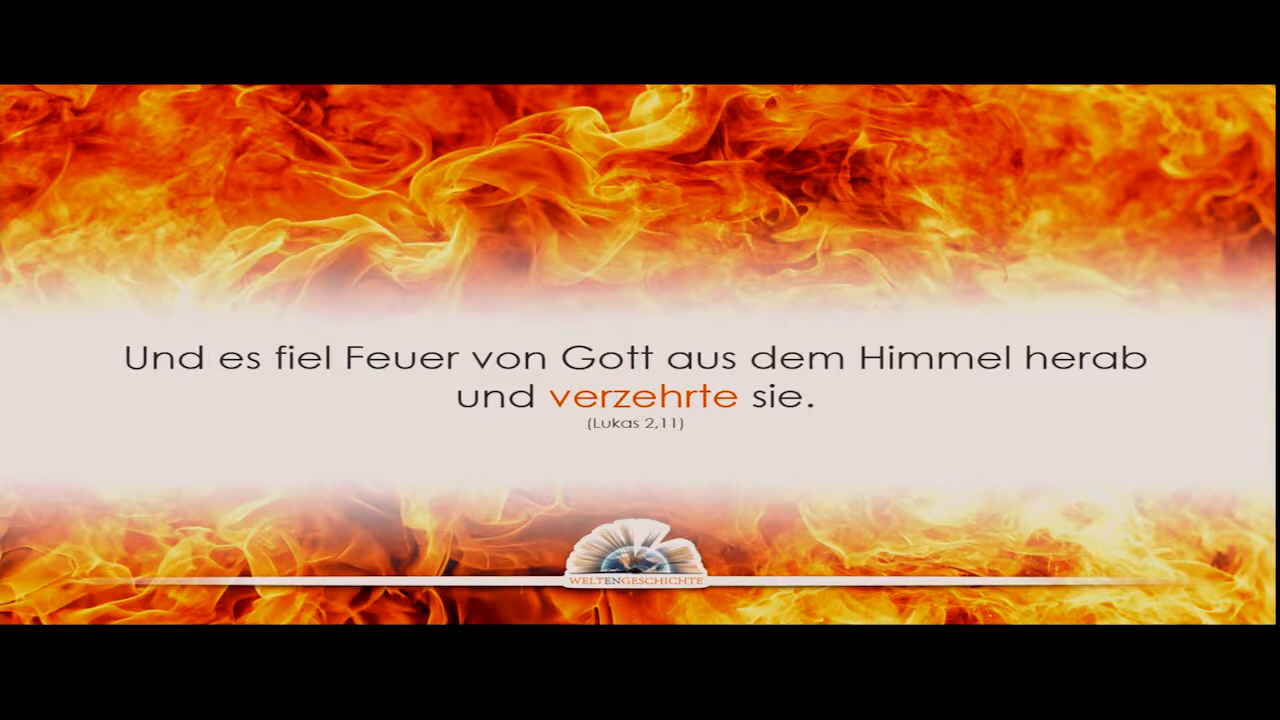 Und es fiel Feuer von Gott aus dem Himmel herab
und verzehrte sie.
(Lukas 2,11)
WELTENGESCHICHTE